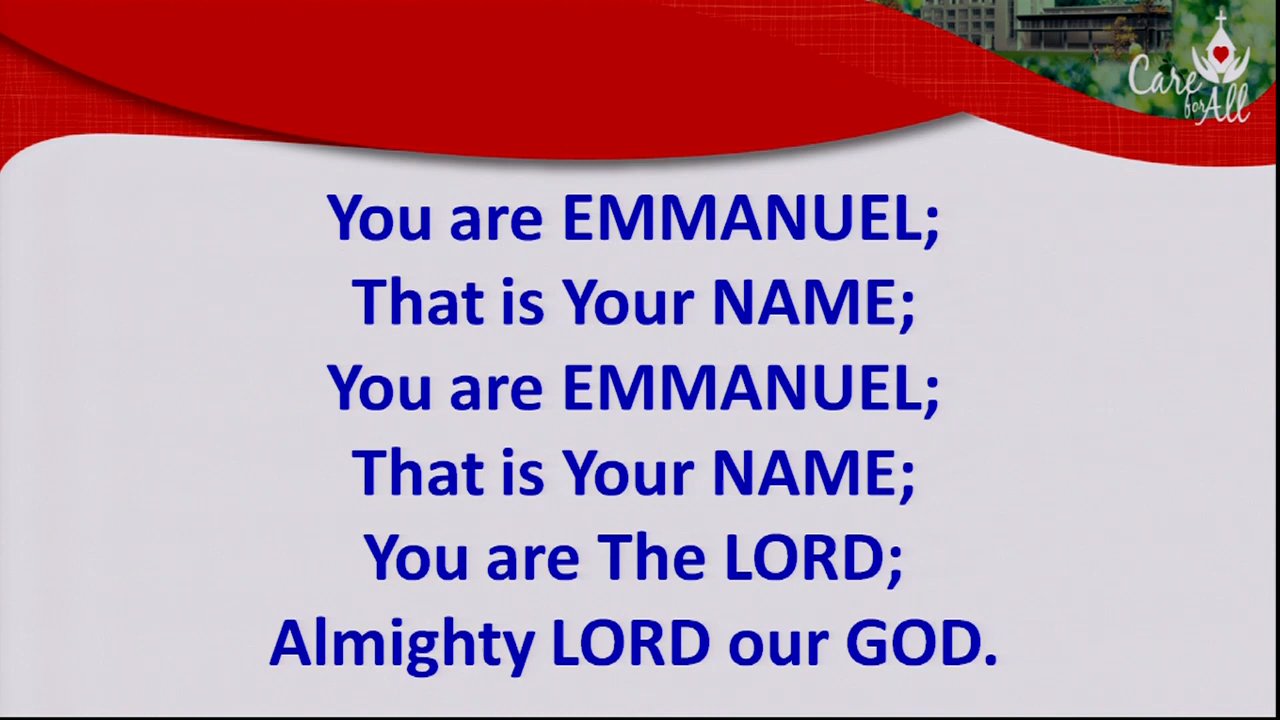 Care
for All
You are EMMANUEL;
That is Your NAME;
You are EMMANUEL;
That is Your NAME;
You are The LORD;
Almighty LORD our GOD.